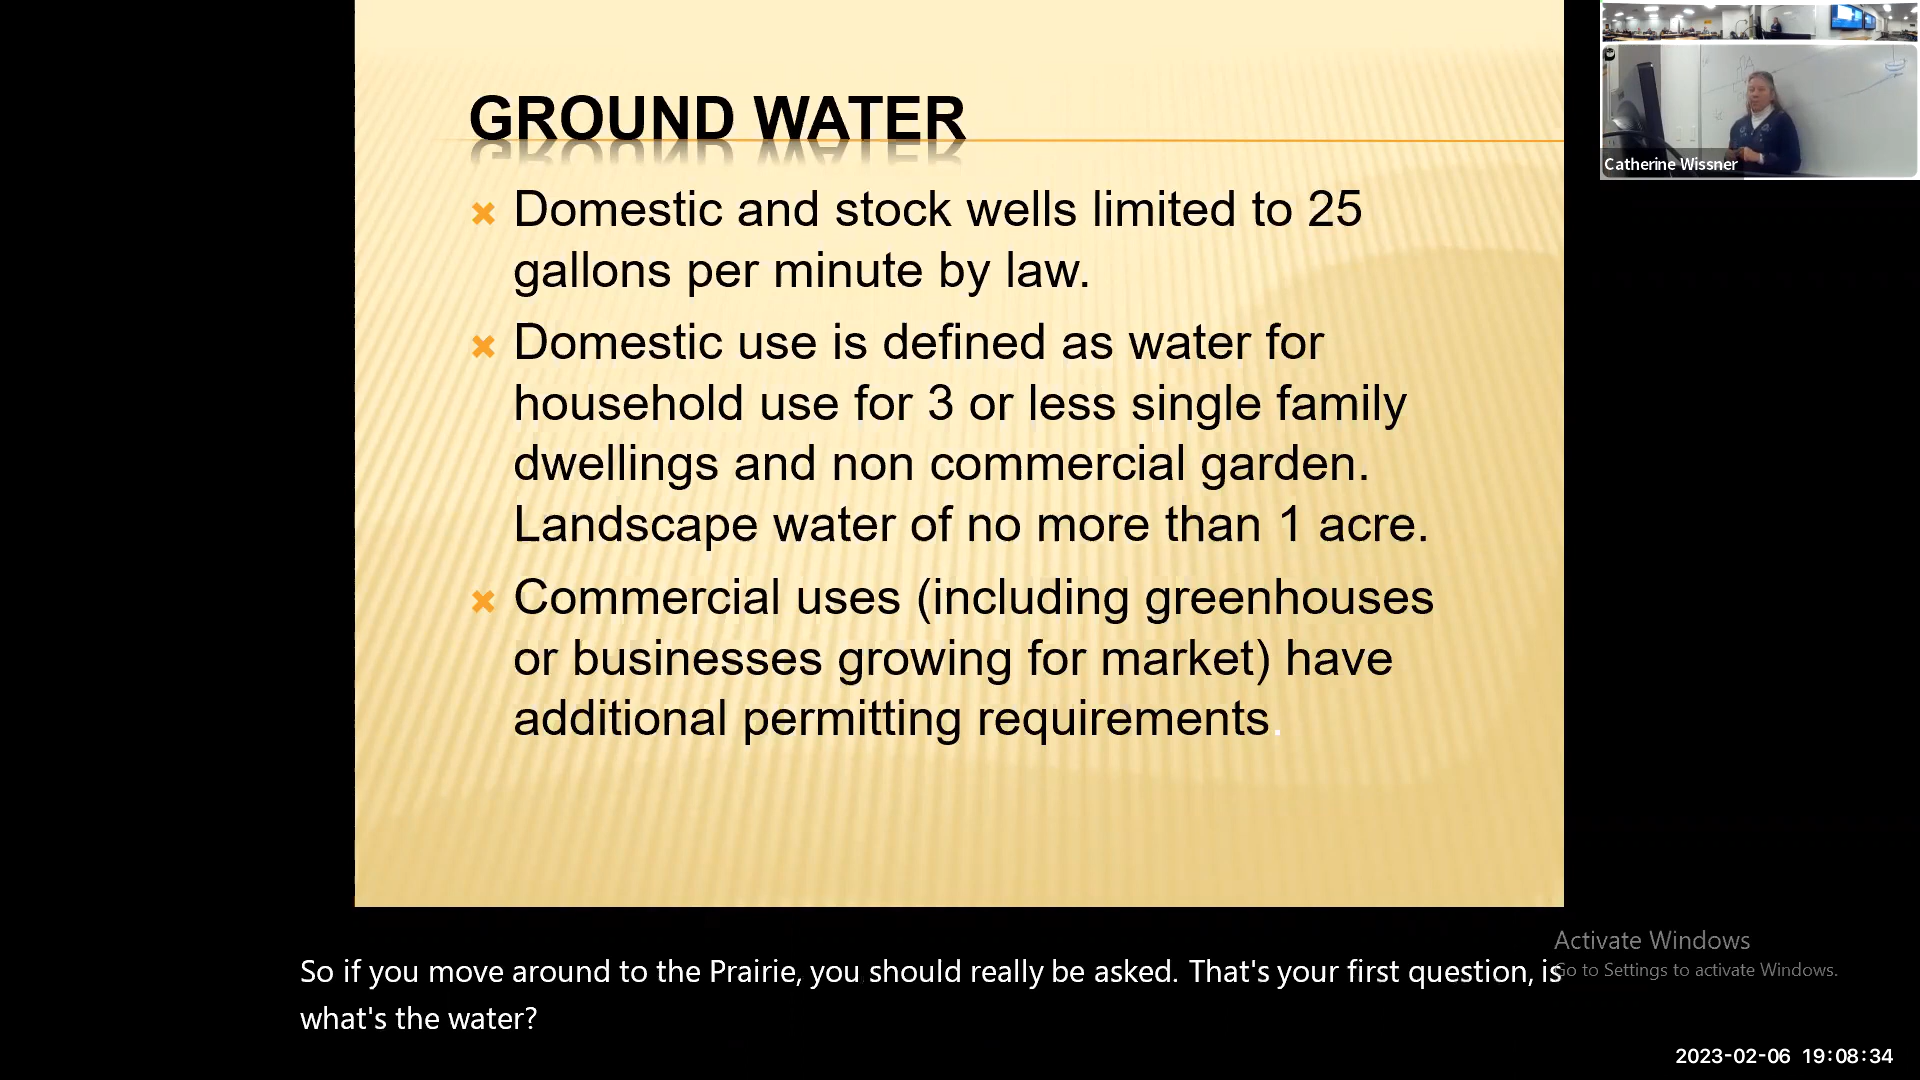 GROUND WATER
Domestic and stock wells limited to 25
gallons per minute by law.
Domestic use is defined as water for
household use for 3 or less single family
dwellings and non commercial garden.
Landscape water of no more than 1 acre.
Commercial uses (including greenhouses
or businesses growing for market) have
additional permitting requirements.
Catherine Wissner
So if you move around to the Prairie, you should really be asked. That's your first question, is
what's the water?
Activate Windows
Go to Settings to activate Windows.
2023-02-06 19:08:34